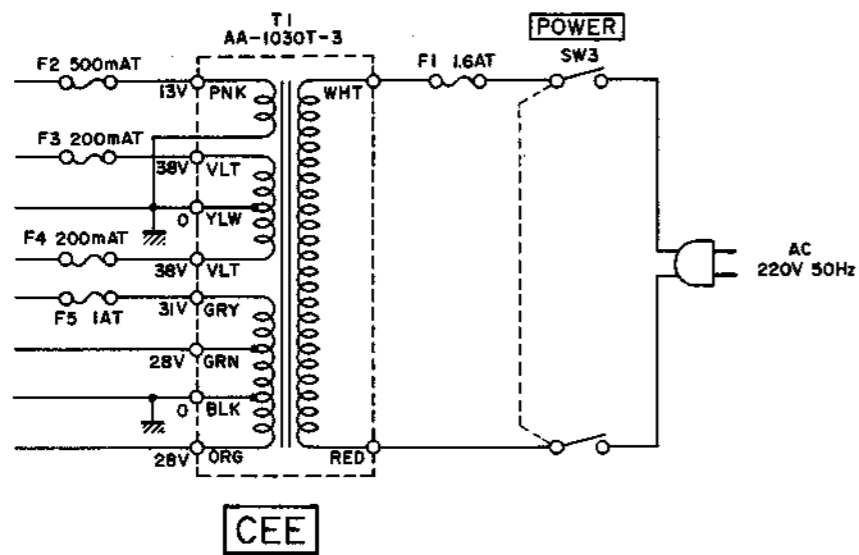 T1
AA-1030T-3
POWER
SW3
F2 500mAT
13V
PNK
WHT
F1 1.6AT
F3 200mAT
38V
VLT
0
YLW
F4 200mAT
38V
VLT
AC
220V 50Hz
F5 1AT
31V
GRY
28V
GRN
0
BLK
28V
ORG
RED
CEE